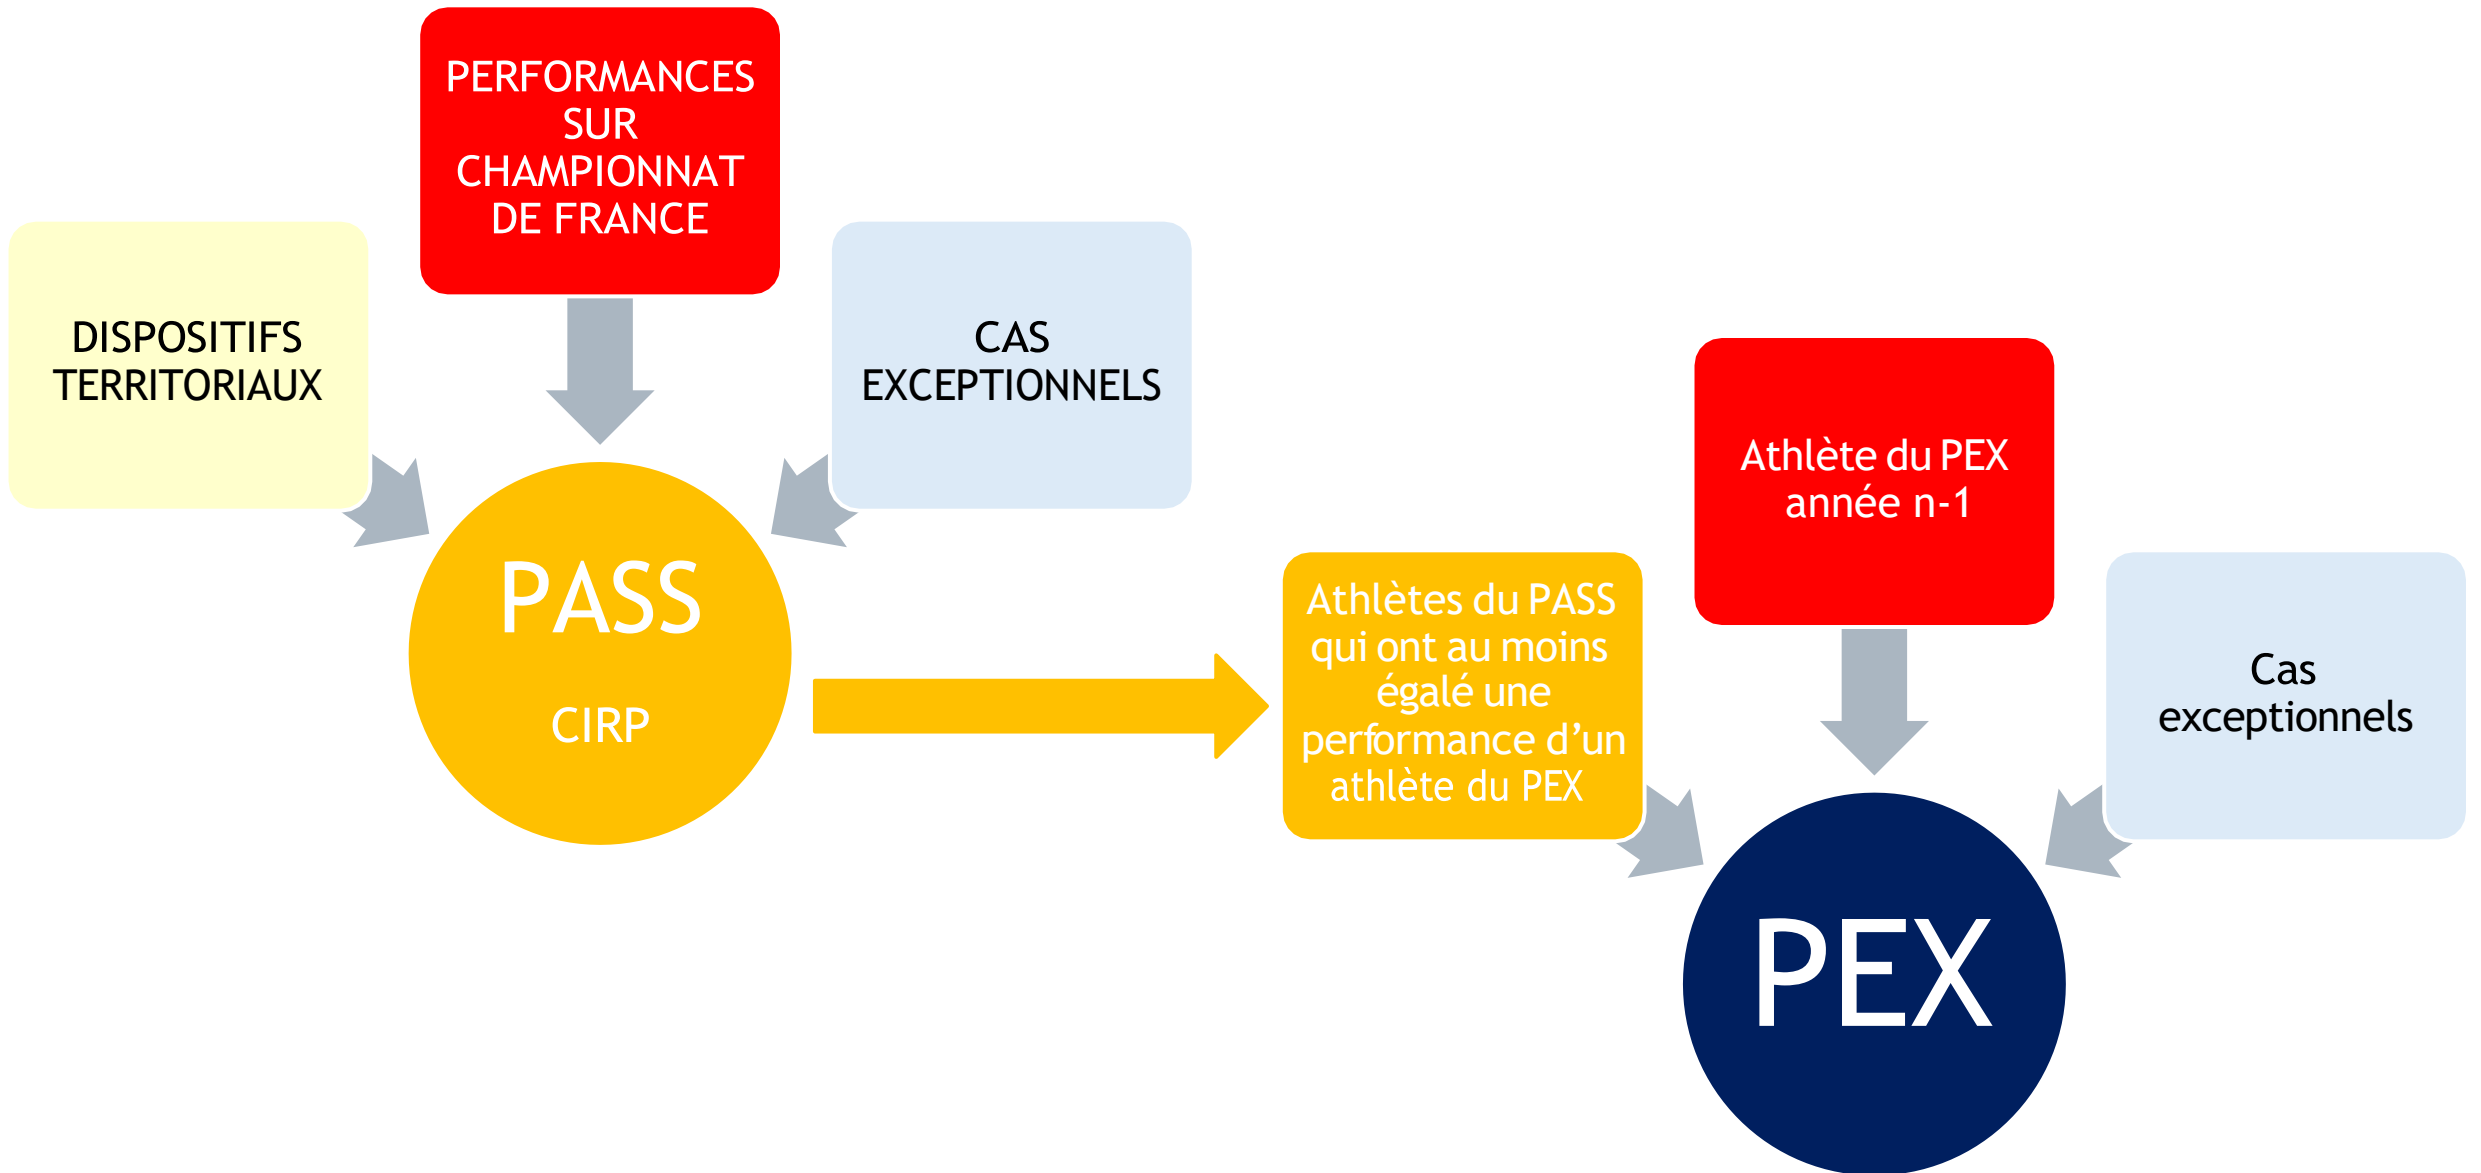 PERFORMANCES
SUR
CHAMPIONNAT
DE FRANCE
DISPOSITIFS
TERRITORIAUX
CAS
EXCEPTIONNELS
PASS
CIRP
Athlètes du PASS
qui ont au moins
égalé une
performance d’un
athlète du PEX
Athlète du PEX
année n-1
Cas
exceptionnels
PEX